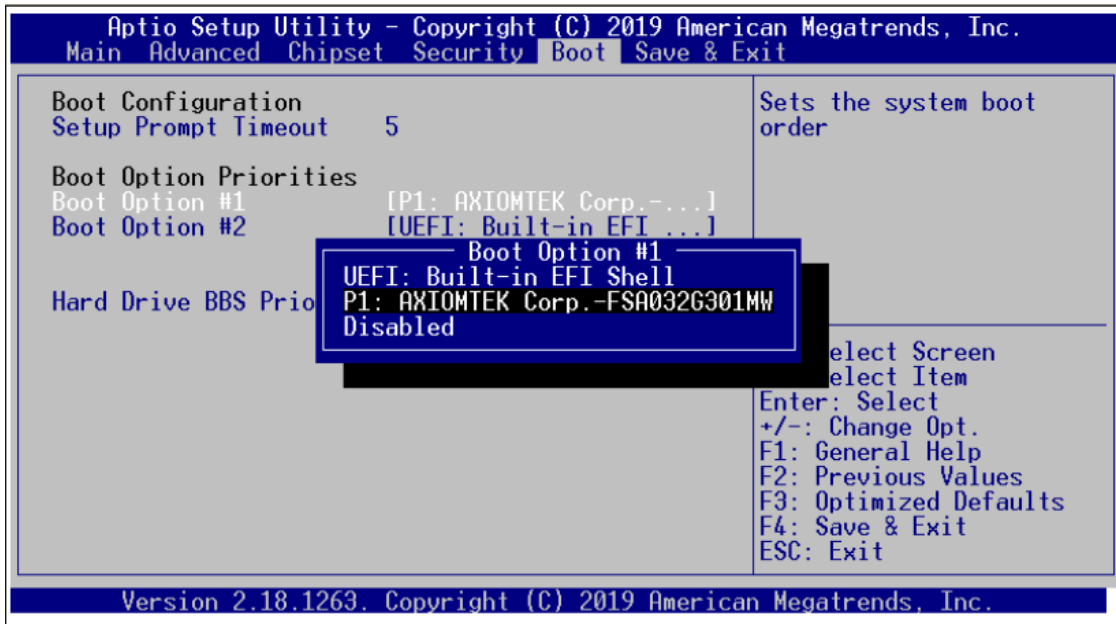 Aptio Setup Utility – Copyright (C) 2019 American Megatrends, Inc.
Main Advanced Chipset Security Boot Save & Exit
Boot Configuration
Setup Prompt Timeout 5
Boot Option Priorities
Boot Option #1 [P1: AXIOMTEK Corp.-...]
Boot Option #2 [UEFI: Built-in EFI ...]
Hard Drive BBS Prio
Boot Option #1
UEFI: Built-in EFI Shell
P1: AXIOMTEK Corp.-FSA032G301MW
Disabled
Sets the system boot
order
elect Screen
elect Item
Enter: Select
+/-: Change Opt.
F1: General Help
F2: Previous Values
F3: Optimized Defaults
F4: Save & Exit
ESC: Exit
Version 2.18.1263. Copyright (C) 2019 American Megatrends, Inc.